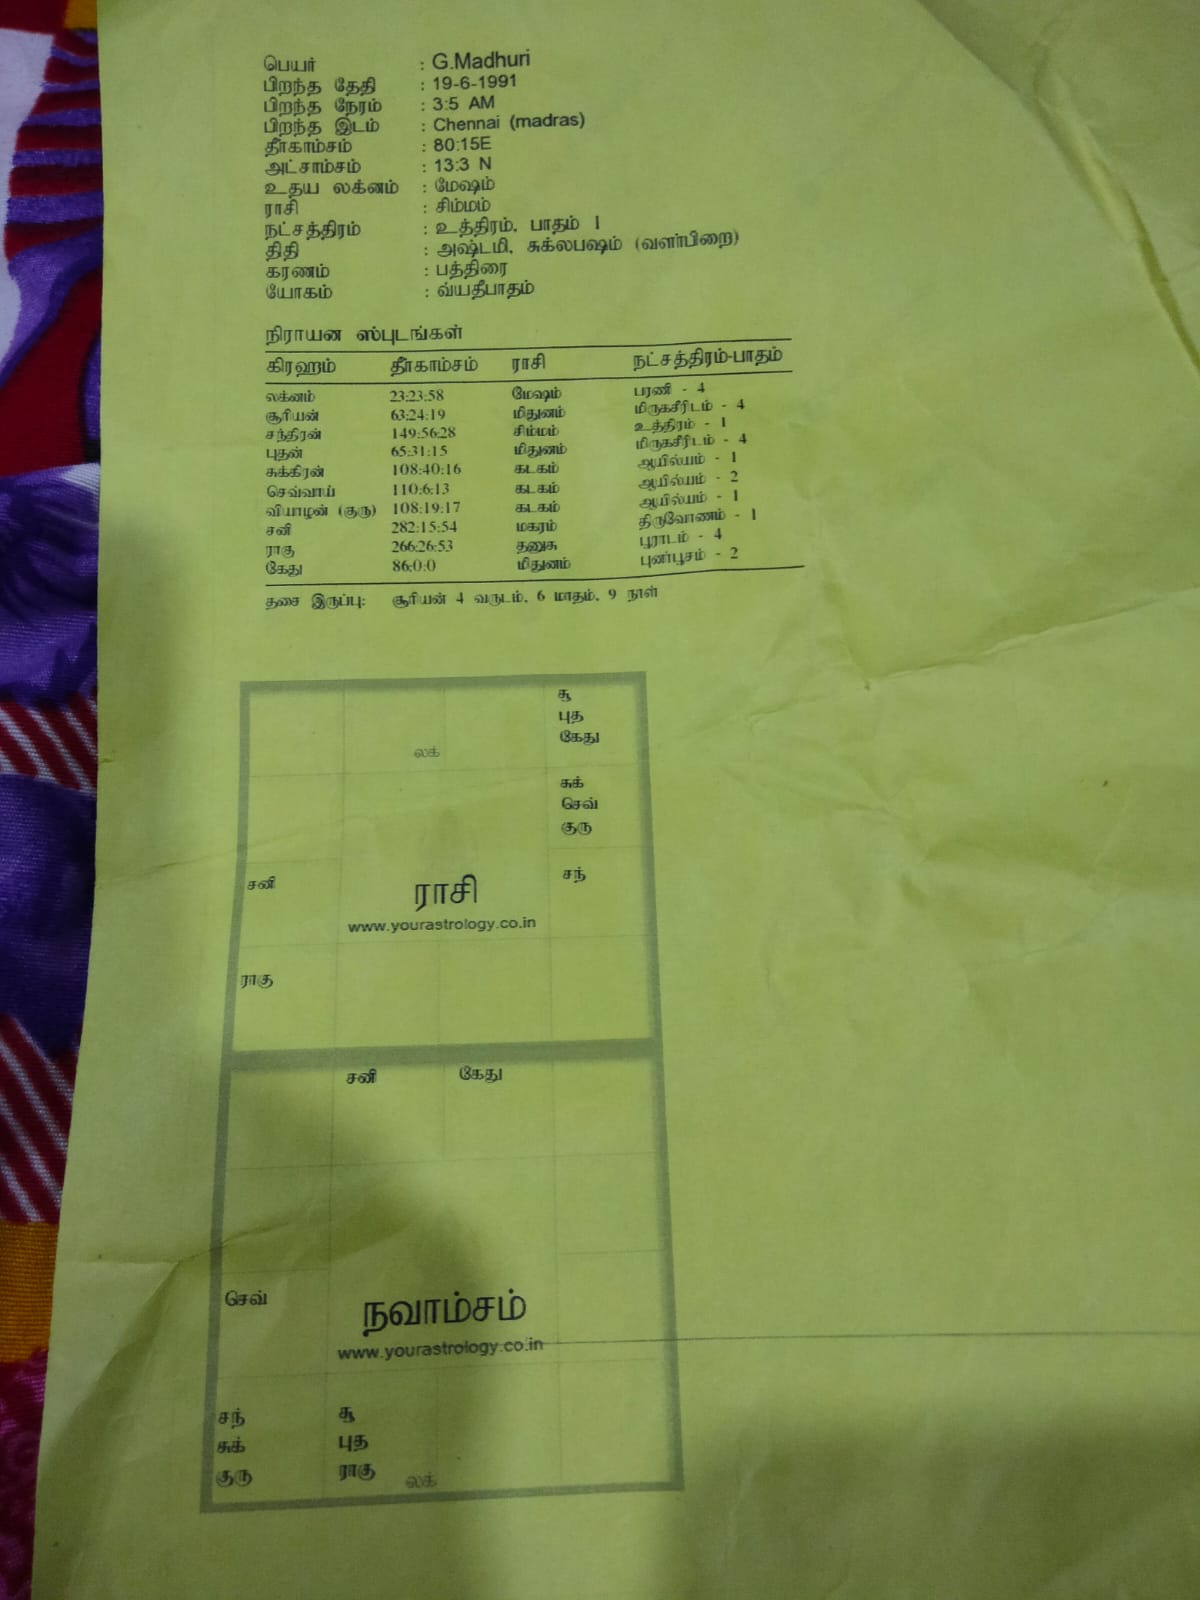 பெயர் : G.Madhuri
பிறந்த தேதி : 19-6-1991
பிறந்த நேரம் : 3:5 AM
பிறந்த இடம் : Chennai (madras)
தீர்காம்சம் : 80:15E
அட்சாம்சம் : 13:3 N
உதய லக்னம் : மேஷம்
ராசி : சிம்மம்
நட்சத்திரம் : உத்திரம், பாதம் 1
திதி : அஷ்டமி, சுக்லபஷம் (வளர்பிறை)
கரணம் : பத்திரை
யோகம் : வ்யதீபாதம்
நிராயன ஸ்புடங்கள்
கிரஹம் தீர்காம்சம் ராசி நட்சத்திரம்-பாதம்
லக்னம் 23:23:58 மேஷம் பரணி - 4
சூரியன் 63:24:19 மிதுனம் மிருகசீரிடம் - 4
சந்திரன் 149:56:28 சிம்மம் உத்திரம் - 1
புதன் 65:31:15 மிதுனம் மிருகசீரிடம் - 4
சுக்கிரன் 108:40:16 கடகம் ஆயில்யம் - 1
செவ்வாய் 110:6:13 கடகம் ஆயில்யம் - 2
வியாழன் (குரு) 108:19:17 கடகம் ஆயில்யம் - 1
சனி 282:15:54 மகரம் திருவோணம் - 1
ராகு 266:26:53 தனுசு பூராடம் - 4
கேது 86:0:0 மிதுனம் புனர்பூசம் - 2
தசை இருப்பு: சூரியன் 4 வருடம், 6 மாதம், 9 நாள்
சூ
புத
லக் கேது
சுக்
செவ்
குரு
சனி சந்
ராசி
www.yourastrology.co.in
ராகு
சனி கேது
செவ்
நவாம்சம்
www.yourastrology.co.in
சந் சூ
சுக் புத
குரு ராகு லக்